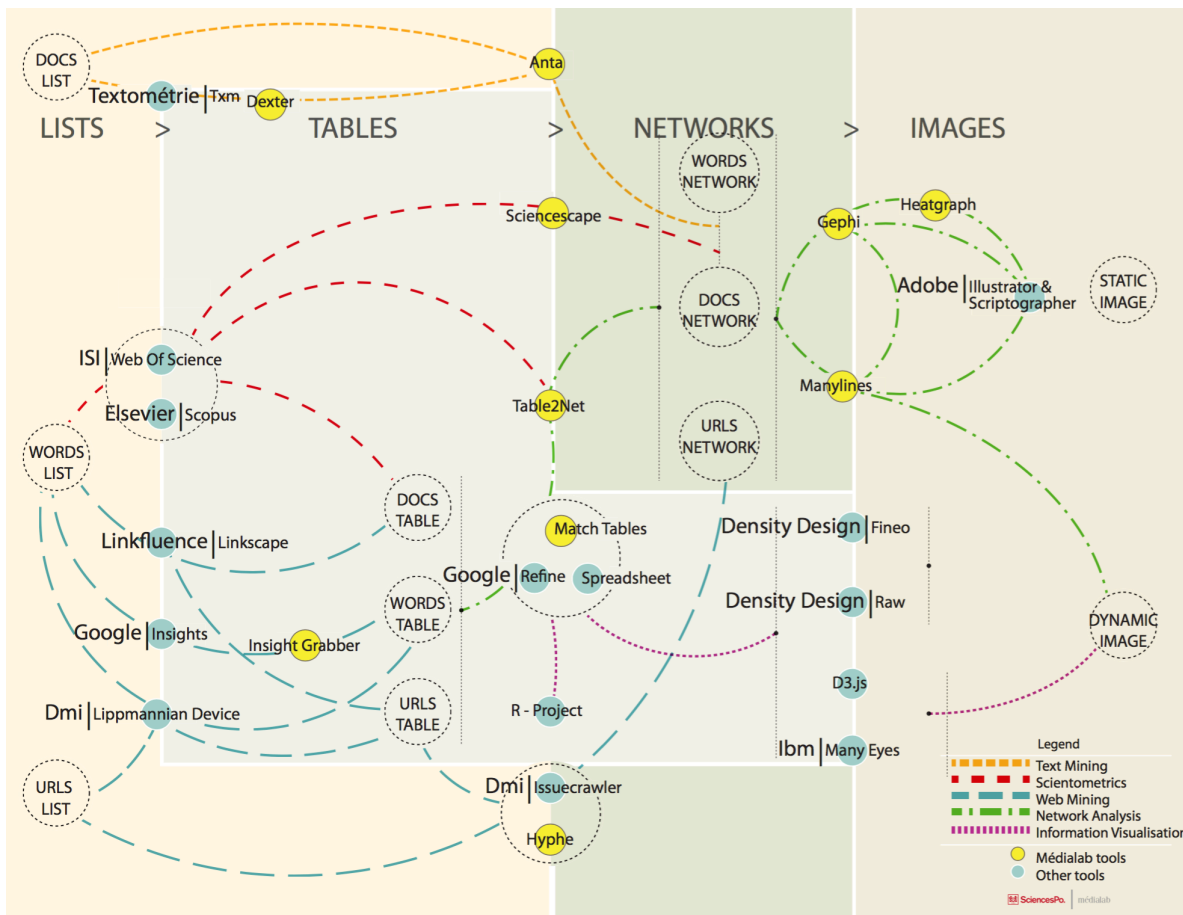 DOCS
LIST
Anta
Textométrie | Txm
Dexter
LISTS > TABLES > NETWORKS > IMAGES
WORDS
NETWORK
Sciencescape
Gephi
Heatgraph
Adobe | Illustrator &
Scriptographer
STATIC
IMAGE
DOCS
NETWORK
ISI | Web Of Science
Elsevier | Scopus
Table2Net
Manylines
WORDS
LIST
URLS
NETWORK
DOCS
TABLE
Match Tables
Density Design | Fineo
Linkfluence | Linkscape
Google | Refine
Spreadsheet
WORDS
TABLE
Density Design | Raw
Google | Insights
Insight Grabber
DYNAMIC
IMAGE
Dmi | Lippmannian Device
URLS
TABLE
R - Project
D3.js
Ibm | Many Eyes
URLS
LIST
Dmi | Issuecrawler
Hyphe
Legend
Text Mining
Scientometrics
Web Mining
Network Analysis
Information Visualisation
Médialab tools
Other tools
SciencesPo. | médialab